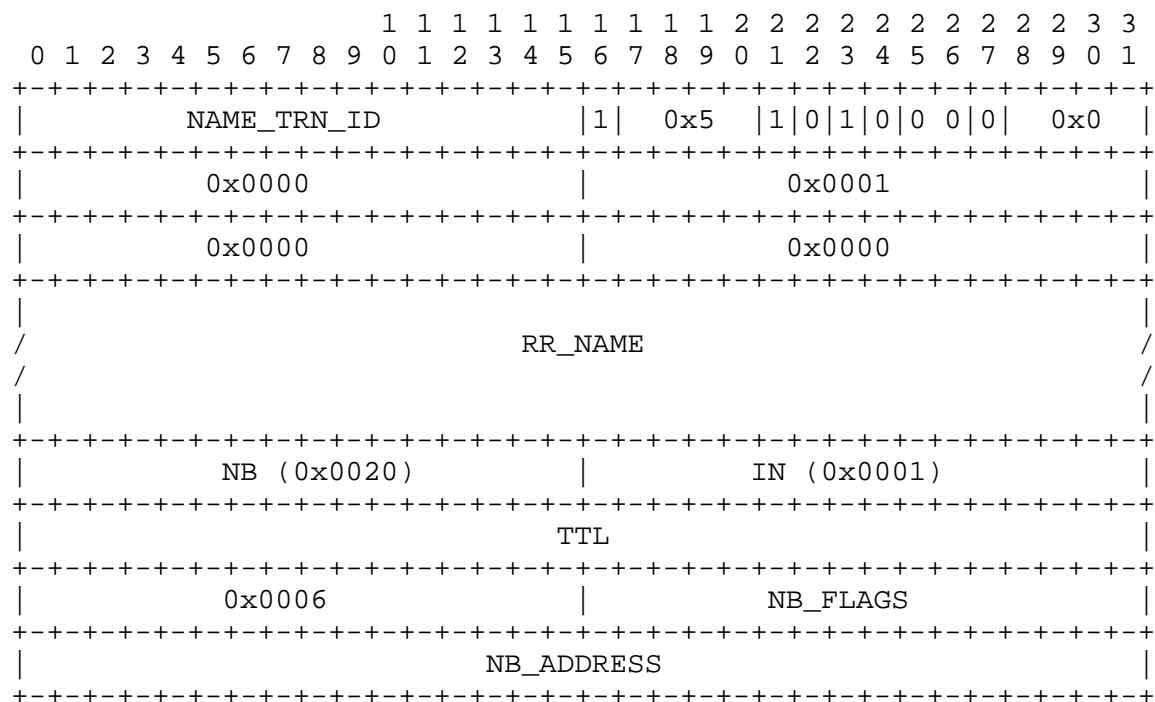 1 1 1 1 1 1 1 1 1 1 2 2 2 2 2 2 2 2 2 2 3 3
  0 1 2 3 4 5 6 7 8 9 0 1 2 3 4 5 6 7 8 9 0 1 2 3 4 5 6 7 8 9 0 1
 +-+-+-+-+-+-+-+-+-+-+-+-+-+-+-+-+-+-+-+-+-+-+-+-+-+-+-+-+-+-+-+-+
 |         NAME_TRN_ID           |1|  0x5  |1|0|1|0|0 0|0|  0x0  |
 +-+-+-+-+-+-+-+-+-+-+-+-+-+-+-+-+-+-+-+-+-+-+-+-+-+-+-+-+-+-+-+-+
 |          0x0000               |           0x0001              |
 +-+-+-+-+-+-+-+-+-+-+-+-+-+-+-+-+-+-+-+-+-+-+-+-+-+-+-+-+-+-+-+-+
 |          0x0000               |           0x0000              |
 +-+-+-+-+-+-+-+-+-+-+-+-+-+-+-+-+-+-+-+-+-+-+-+-+-+-+-+-+-+-+-+-+
 |                                                               |
 /                            RR_NAME                            /
 /                                                               /
 |                                                               |
 +-+-+-+-+-+-+-+-+-+-+-+-+-+-+-+-+-+-+-+-+-+-+-+-+-+-+-+-+-+-+-+-+
 |           NB (0x0020)         |         IN (0x0001)           |
 +-+-+-+-+-+-+-+-+-+-+-+-+-+-+-+-+-+-+-+-+-+-+-+-+-+-+-+-+-+-+-+-+
 |                              TTL                              |
 +-+-+-+-+-+-+-+-+-+-+-+-+-+-+-+-+-+-+-+-+-+-+-+-+-+-+-+-+-+-+-+-+
 |           0x0006              |          NB_FLAGS             |
 +-+-+-+-+-+-+-+-+-+-+-+-+-+-+-+-+-+-+-+-+-+-+-+-+-+-+-+-+-+-+-+-+
 |                          NB_ADDRESS                           |
 +-+-+-+-+-+-+-+-+-+-+-+-+-+-+-+-+-+-+-+-+-+-+-+-+-+-+-+-+-+-+-+-+